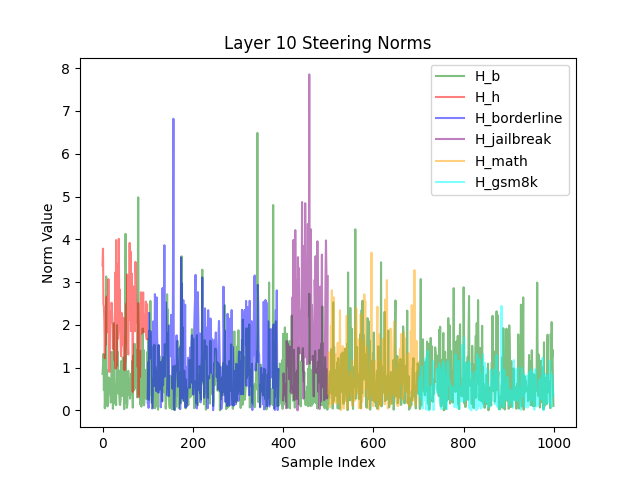 Layer 10 Steering Norms
8
7
6
5
4
3
2
1
0
Norm Value
H_b
H_h
H_borderline
H_jailbreak
H_math
H_gsm8k
0
200
400
600
800
1000
Sample Index